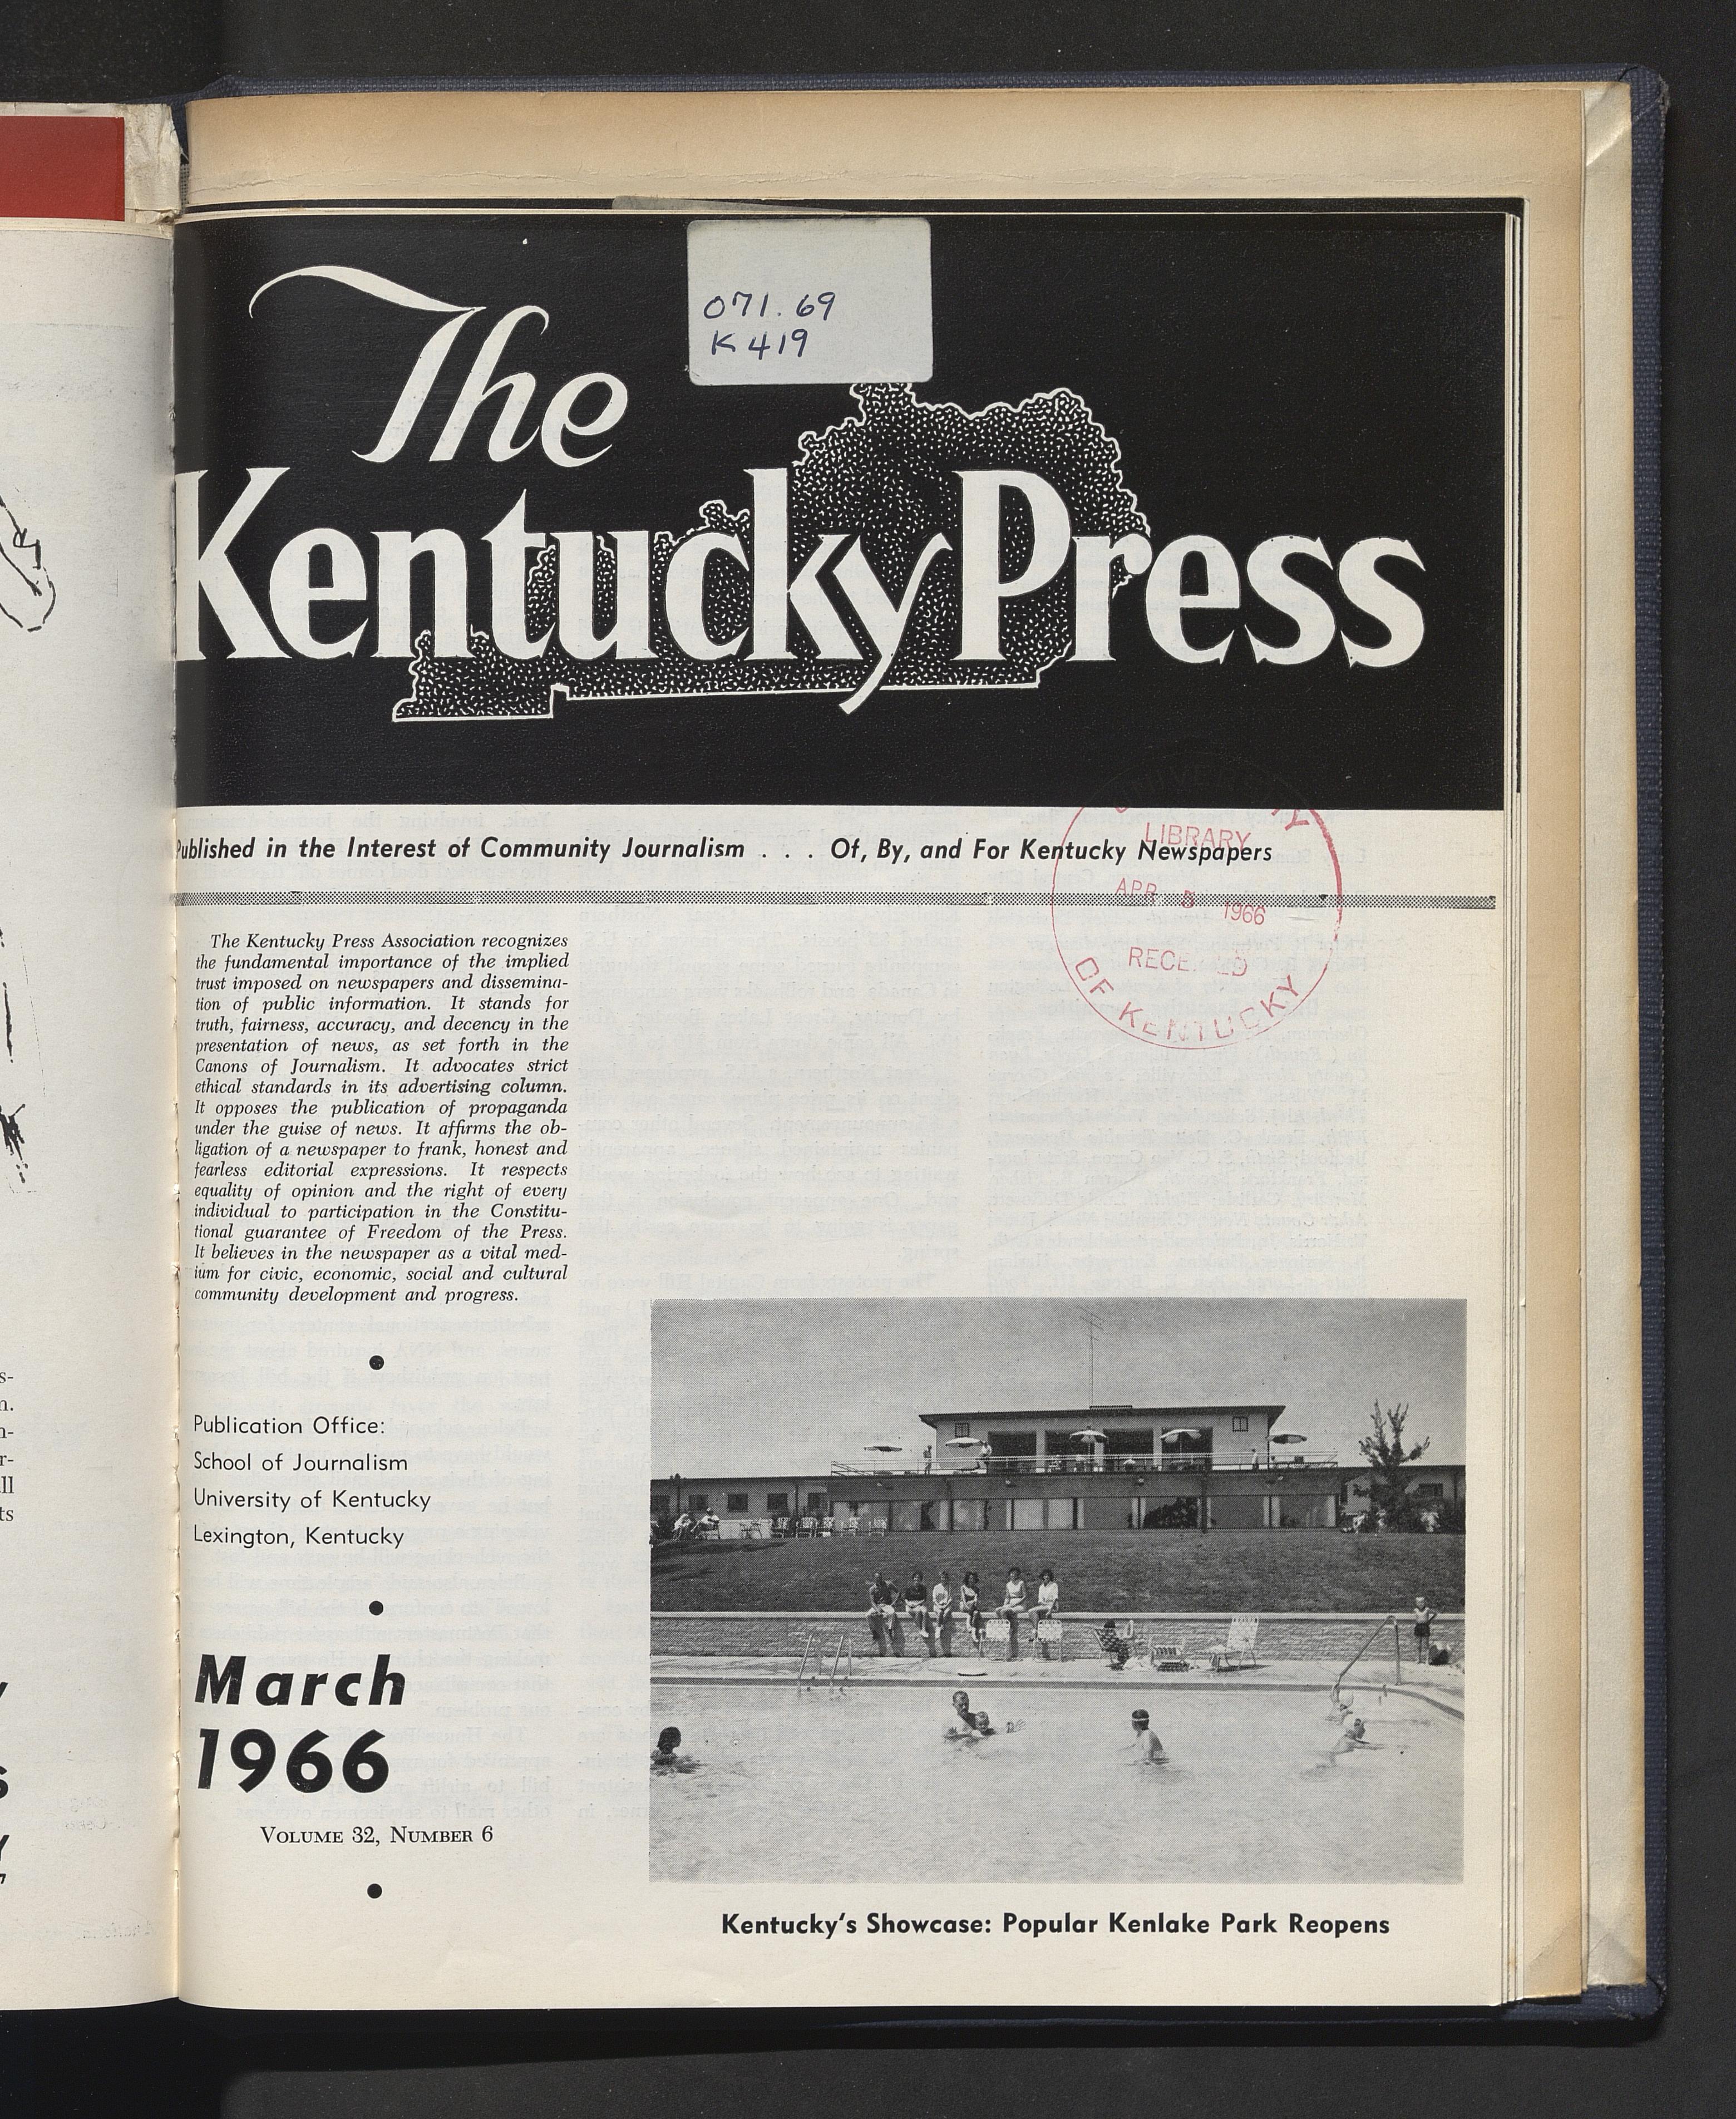 071.69
K419
The
Kentucky Press
Published in the Interest of Community Journalism . . . Of, By, and For Kentucky Newspapers
LIBRARY
APR 5 1966
OF KENTUCKY
The Kentucky Press Association recognizes
the fundamental importance of the implied
trust imposed on newspapers and dissemina-
tion of public information. It stands for
truth, fairness, accuracy, and decency in the
presentation of news, as set forth in the
Canons of Journalism. It advocates strict
ethical standards in its advertising column.
It opposes the publication of propaganda
under the guise of news. It affirms the ob-
ligation of a newspaper to frank, honest and
fearless editorial expressions. It respects
equality of opinion and the right of every
individual to participation in the Constitu-
tional guarantee of Freedom of the Press.
It believes in the newspaper as a vital med-
ium for civic, economic, social and cultural
community development and progress.
Publication Office:
School of Journalism
University of Kentucky
Lexington, Kentucky
March
1966
Volume 32, Number 6
Kentucky's Showcase: Popular Kenlake Park Reopens